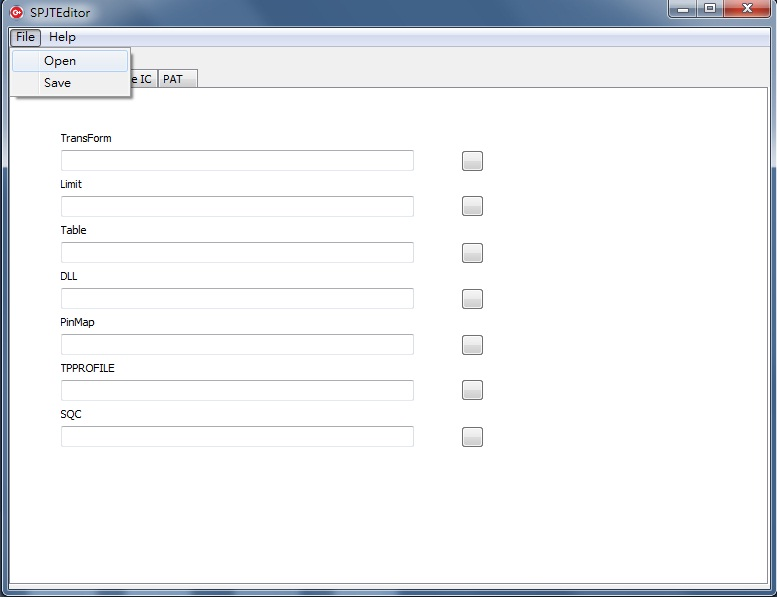 SPJTEditor
File Help
Open
Save
IC PAT
TransForm
Limit
Table
DLL
PinMap
TPPROFILE
SQC